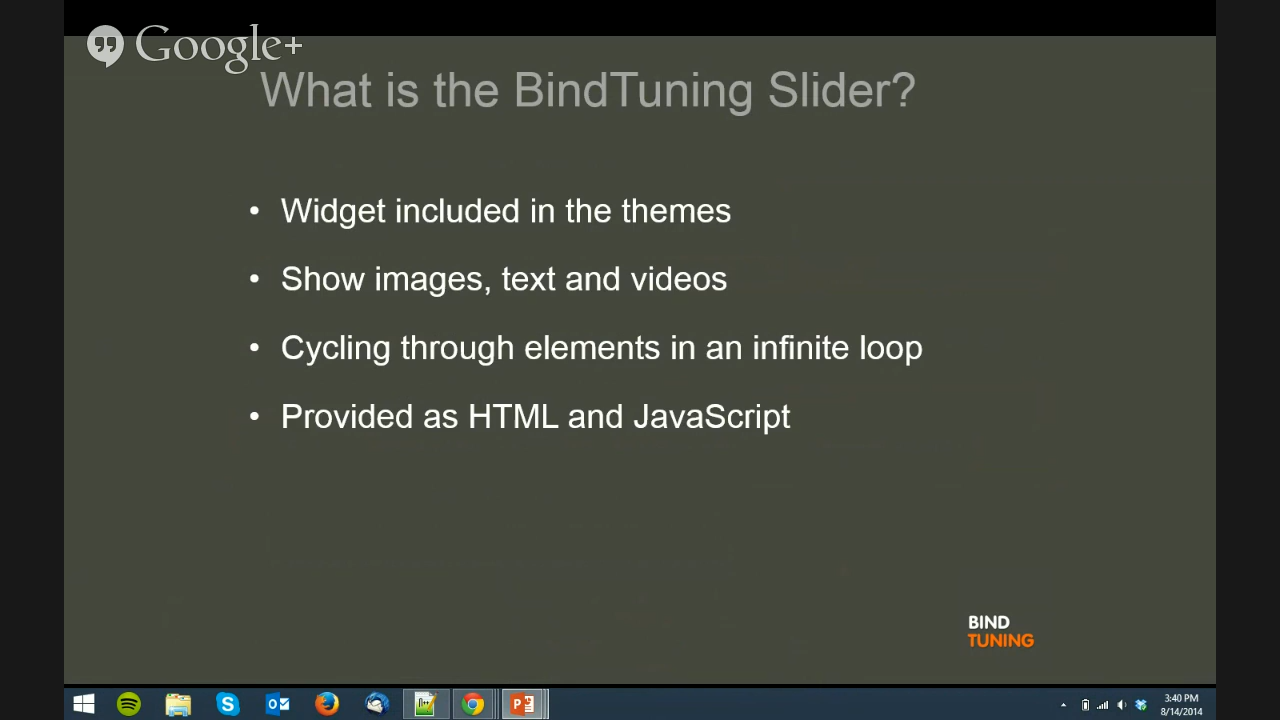 Google+
What is the BindTuning Slider?
• Widget included in the themes
• Show images, text and videos
• Cycling through elements in an infinite loop
• Provided as HTML and JavaScript
BIND
TUNING
3:40 PM
8/14/2014